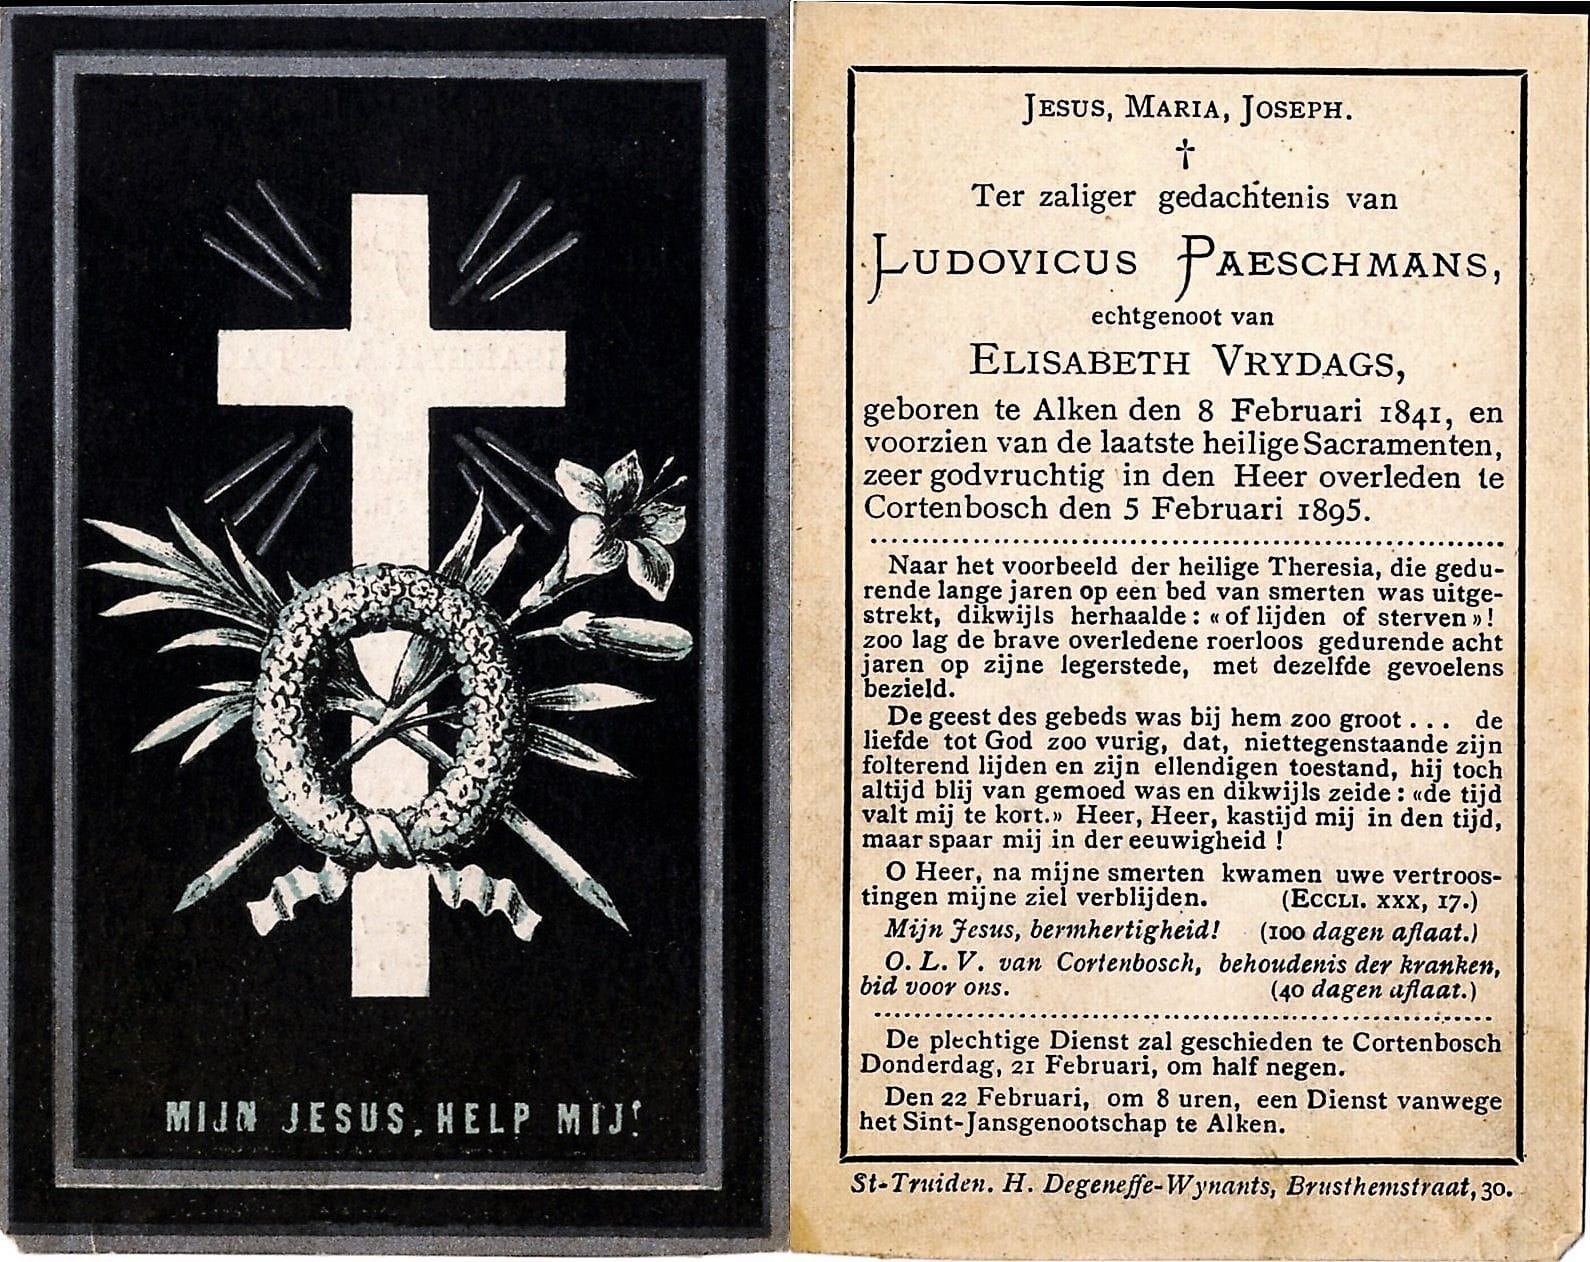 MIJN JESUS, HELP MIJ!
JESUS, MARIA, JOSEPH.
†
Ter zaliger gedachtenis van
LUDOVICUS PAESCHMANS,
echtgenoot van
ELISABETH VRYDAGS,
geboren te Alken den 8 Februari 1841, en
voorzien van de laatste heilige Sacramenten,
zeer godvruchtig in den Heer overleden te
Cortenbosch den 5 Februari 1895.
Naar het voorbeeld der heilige Theresia, die gedu-
rende lange jaren op een bed van smerten was uitge-
strekt, dikwijls herhaalde: « of lijden of sterven »!
zoo lag de brave overledene roerloos gedurende acht
jaren op zijne legerstede, met dezelfde gevoelens
bezield.
De geest des gebeds was bij hem zoo groot ... de
liefde tot God zoo vurig, dat, niettegenstaande zijn
folterend lijden en zijn ellendigen toestand, hij toch
altijd blij van gemoed was en dikwijls zeide: «de tijd
valt mij te kort.» Heer, Heer, kastijd mij in den tijd,
maar spaar mij in der eeuwigheid !
O Heer, na mijne smerten kwamen uwe vertroos-
tingen mijne ziel verblijden. (ECCLI. XXX, 17.)
Mijn Jesus, bermhertigheid! (100 dagen aflaat.)
O. L. V. van Cortenbosch, behoudenis der kranken,
bid voor ons. (40 dagen aflaat.)
De plechtige Dienst zal geschieden te Cortenbosch
Donderdag, 21 Februari, om half negen.
Den 22 Februari, om 8 uren, een Dienst vanwege
het Sint-Jansgenootschap te Alken.
St-Truiden. H. Degeneffe-Wynants, Brusthemstraat, 30.